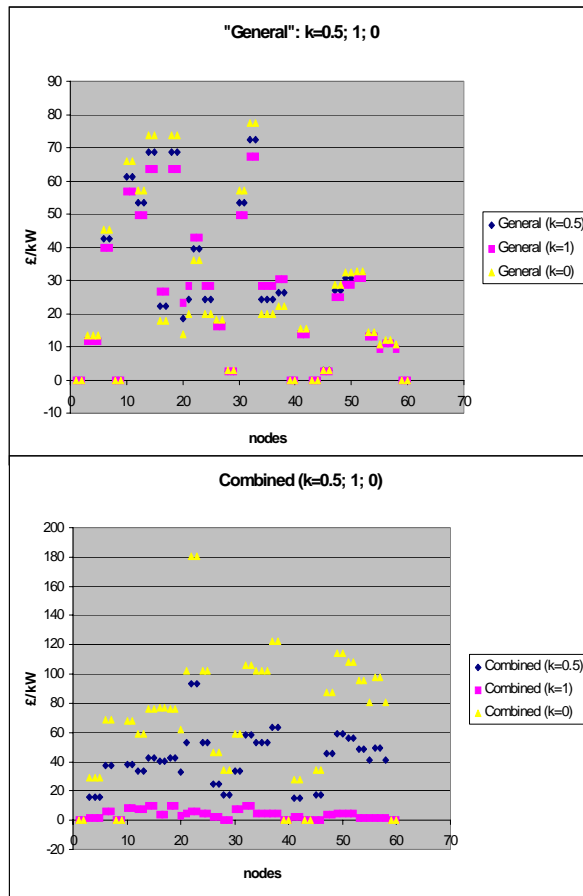 "General": k=0.5; 1; 0
90
80
70
60
50
40
30
20
10
0
-10
£/kW
0 10 20 30 40 50 60 70
nodes
General (k=0.5)
General (k=1)
General (k=0)
Combined (k=0.5; 1; 0)
200
180
160
140
120
100
80
60
40
20
0
-20
£/kW
0 10 20 30 40 50 60 70
nodes
Combined (k=0.5)
Combined (k=1)
Combined (k=0)